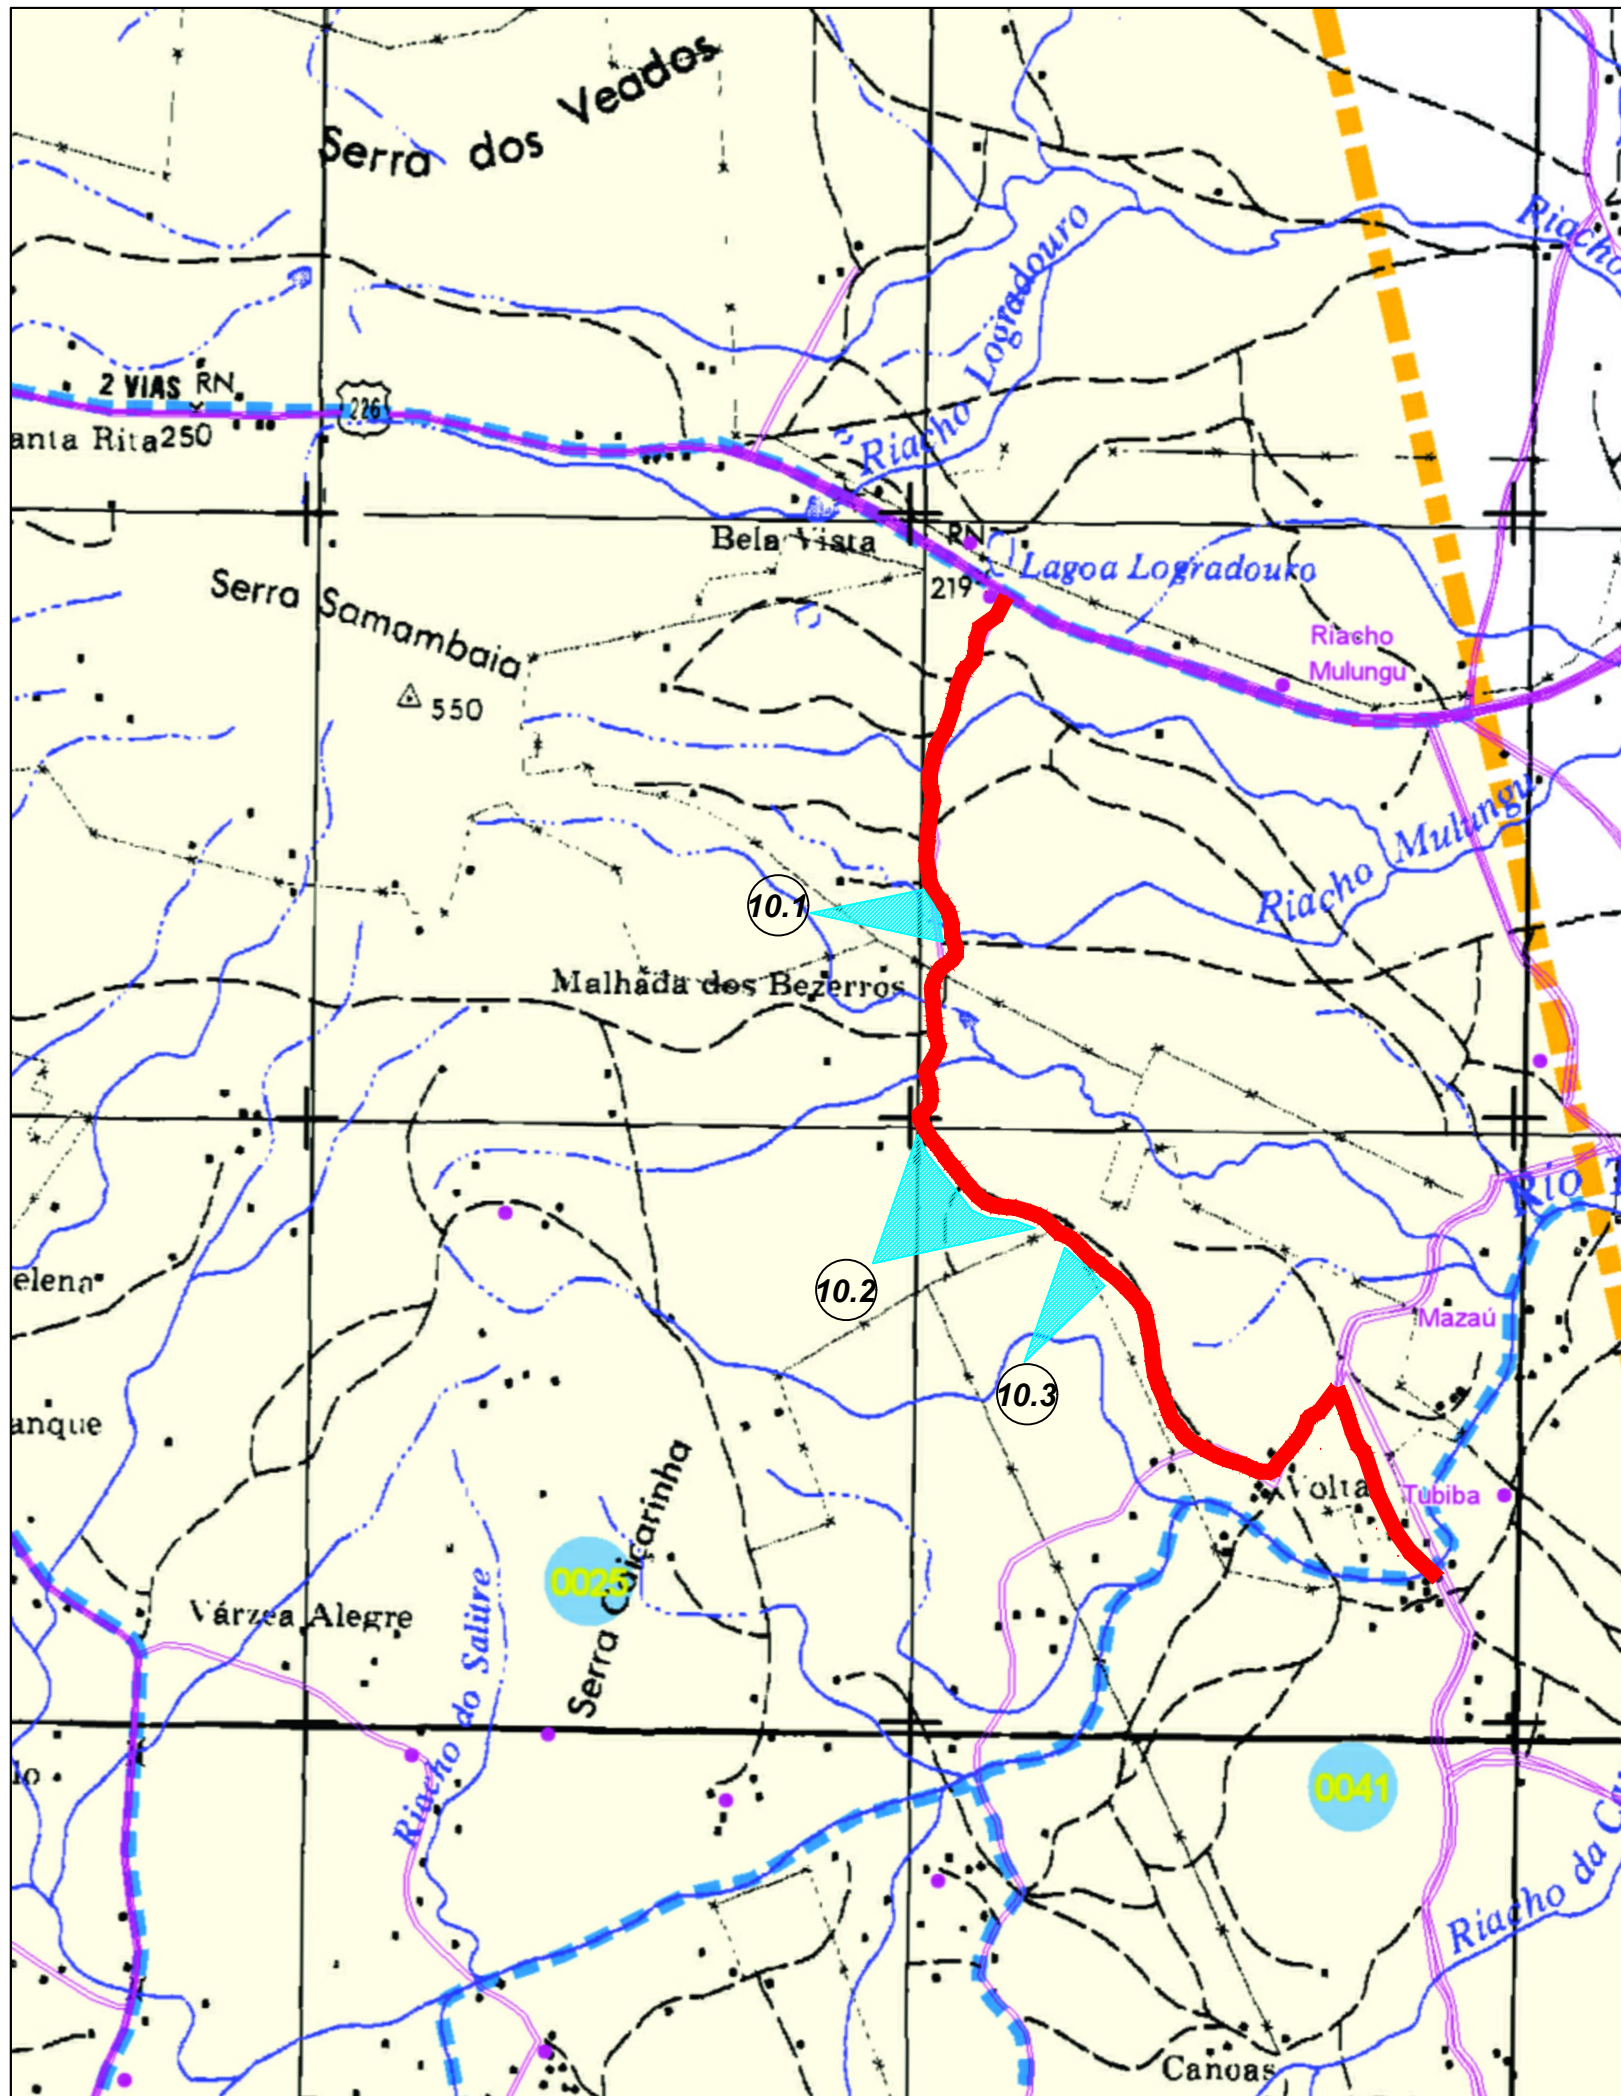 Serra dos Veados
Riacho
Riacho Logradouro
2 VIAS RN
226
anta Rita 250
Bela Vista
RN
219
Lagoa Logradouro
Serra Samambaia
550
Riacho
Mulungu
Riacho Mulungu
10.1
Malhada dos Bezerros
10.2
10.3
elena
Mazaú
anque
Volta
Tubiba
0025
Serra Caicarinha
Várzea Alegre
Riacho do Salitre
lo
0041
Riacho da
Canoas